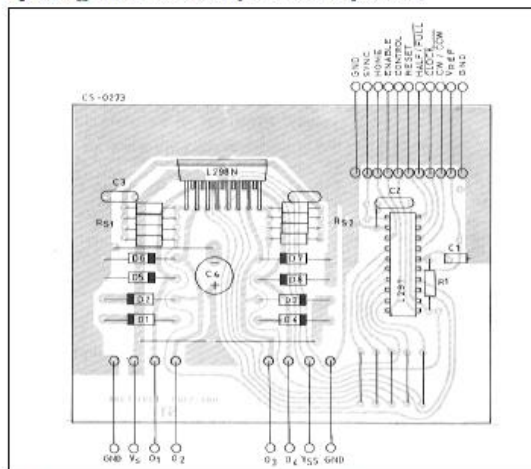 GND
SYNC
HOME
ENABLE
CONTROL
RESET
HALF/FULL
CLOCK
CW/CCW
VREF
GND
CS-0273
L298N
C3
C2
RS1
RS2
C1
D6
D7
D5
C4
D8
L297
R1
D2
D3
D1
D4
GND
VS
O1
O2
O3
O4
VSS
GND